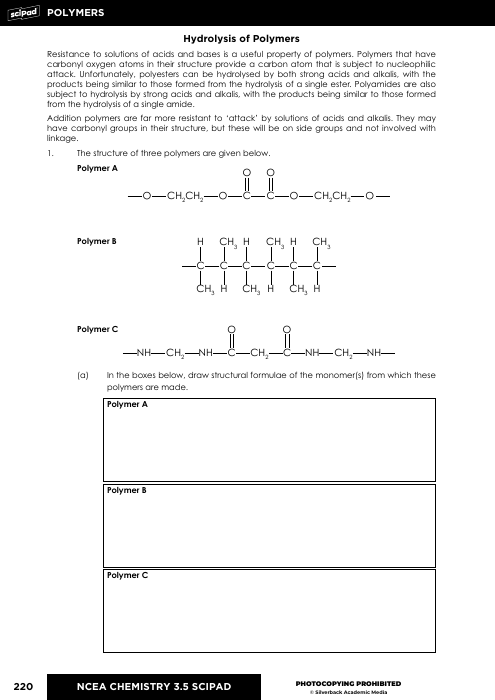 scipad POLYMERS
Hydrolysis of Polymers
Resistance to solutions of acids and bases is a useful property of polymers. Polymers that have
carbonyl oxygen atoms in their structure provide a carbon atom that is subject to nucleophilic
attack. Unfortunately, polyesters can be hydrolysed by both strong acids and alkalis, with the
products being similar to those formed from the hydrolysis of a single ester. Polyamides are also
subject to hydrolysis by strong acids and alkalis, with the products being similar to those formed
from the hydrolysis of a single amide.
Addition polymers are far more resistant to ‘attack’ by solutions of acids and alkalis. They may
have carbonyl groups in their structure, but these will be on side groups and not involved with
linkage.
1. The structure of three polymers are given below.
Polymer A
O O
—O—CH₂CH₂—O—C—C—O—CH₂CH₂—O—
Polymer B
H CH₃ H CH₃ H CH₃
—C—C—C—C—C—C—
CH₃ H CH₃ H CH₃ H
Polymer C
O O
—NH—CH₂—NH—C—CH₂—C—NH—CH₂—NH—
(a) In the boxes below, draw structural formulae of the monomer(s) from which these
polymers are made.
Polymer A
Polymer B
Polymer C
220 NCEA CHEMISTRY 3.5 SCIPAD PHOTOCOPYING PROHIBITED
© Silverback Academic Media